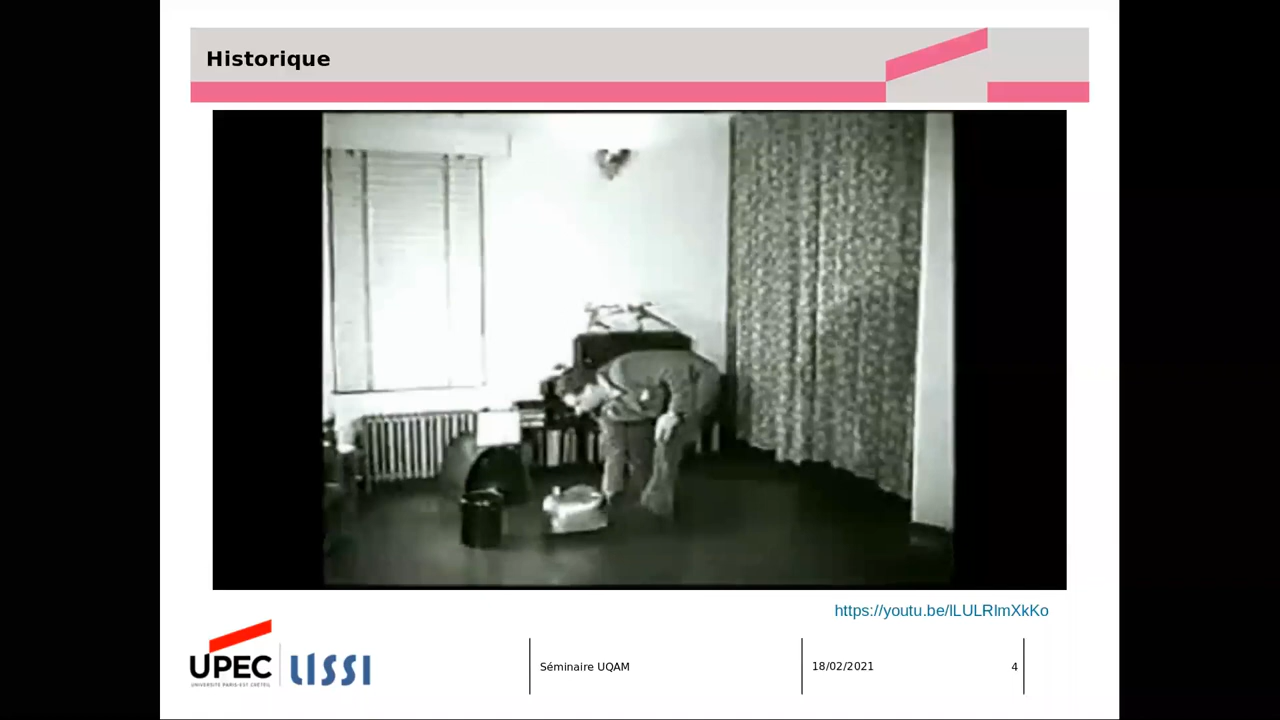 Historique
https://youtu.be/lLULRlmXkKo
UPEC
UNIVERSITÉ PARIS-EST CRÉTEIL
LISSI
Séminaire UQAM
18/02/2021
4